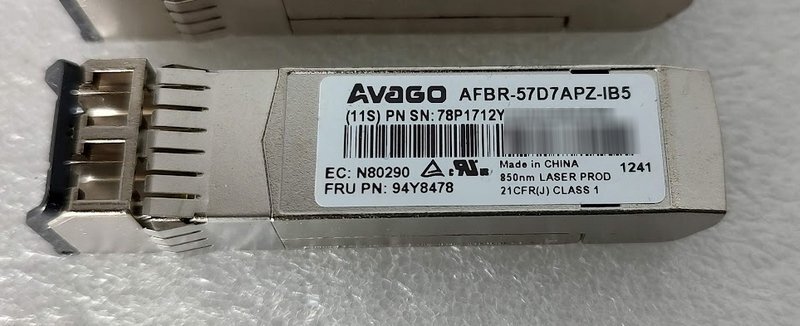 AVAGO AFBR-57D7APZ-IB5
(11S) PN SN: 78P1712Y
EC: N80290
FRU PN: 94Y8478
Made in CHINA
850nm LASER PROD
21CFR(J) CLASS 1
1241